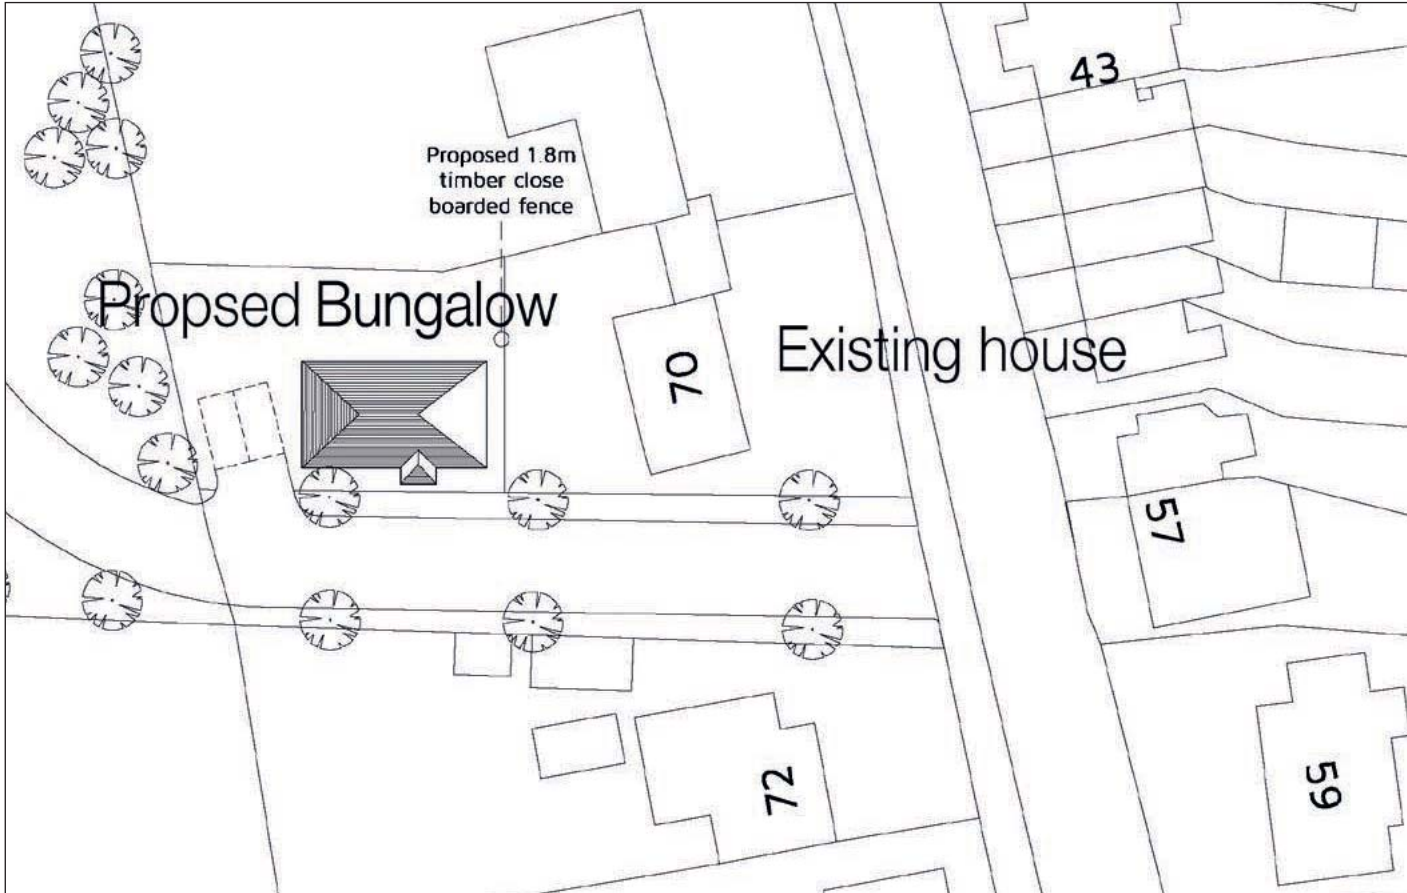 43
Proposed 1.8m
timber close
boarded fence
Propsed Bungalow
Existing house
70
57
72
59